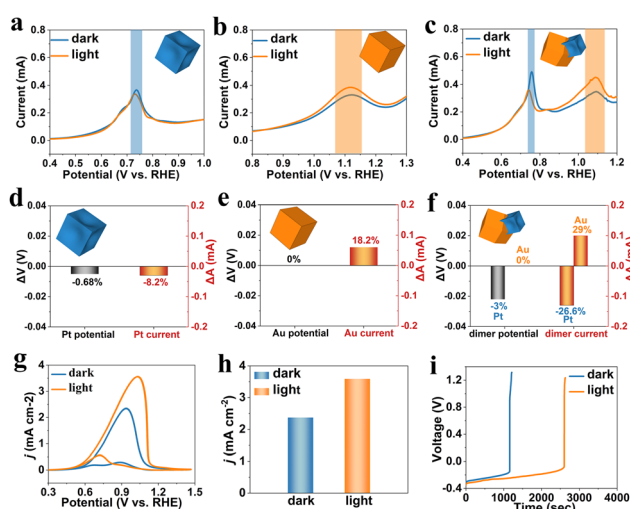 a
dark
light
Current (mA)
0.8
0.6
0.4
0.2
0.0
0.4 0.6 0.8 1.0
Potential (V vs. RHE)
b
dark
light
Current (mA)
0.8
0.6
0.4
0.2
0.0
0.8 0.9 1.0 1.1 1.2 1.3
Potential (V vs. RHE)
c
dark
light
Current (mA)
0.8
0.6
0.4
0.2
0.0
0.4 0.6 0.8 1.0 1.2
Potential (V vs. RHE)
d
ΔV (V)
0.04
0.02
0.00
-0.02
-0.04
-0.68%
-8.2%
0.2
0.1
0.0
-0.1
-0.2
ΔA (mA)
Pt potential Pt current
e
ΔV (V)
0.04
0.02
0.00
-0.02
-0.04
0%
18.2%
0.2
0.1
0.0
-0.1
-0.2
ΔA (mA)
Au potential Au current
f
ΔV (V)
0.04
0.02
0.00
-0.02
-0.04
Au
0%
Au
29%
-3%
Pt
-26.6%
Pt
0.2
0.1
0.0
-0.1
-0.2
ΔA (mA)
dimer potential dimer current
g
dark
light
j (mA cm-2)
4
3
2
1
0
0.3 0.6 0.9 1.2 1.5
Potential (V vs. RHE)
h
dark
light
j (mA cm⁻²)
4
3
2
1
0
dark light
i
dark
light
Voltage (V)
1.2
0.8
0.4
0.0
-0.4
0 1000 2000 3000 4000
Time (sec)